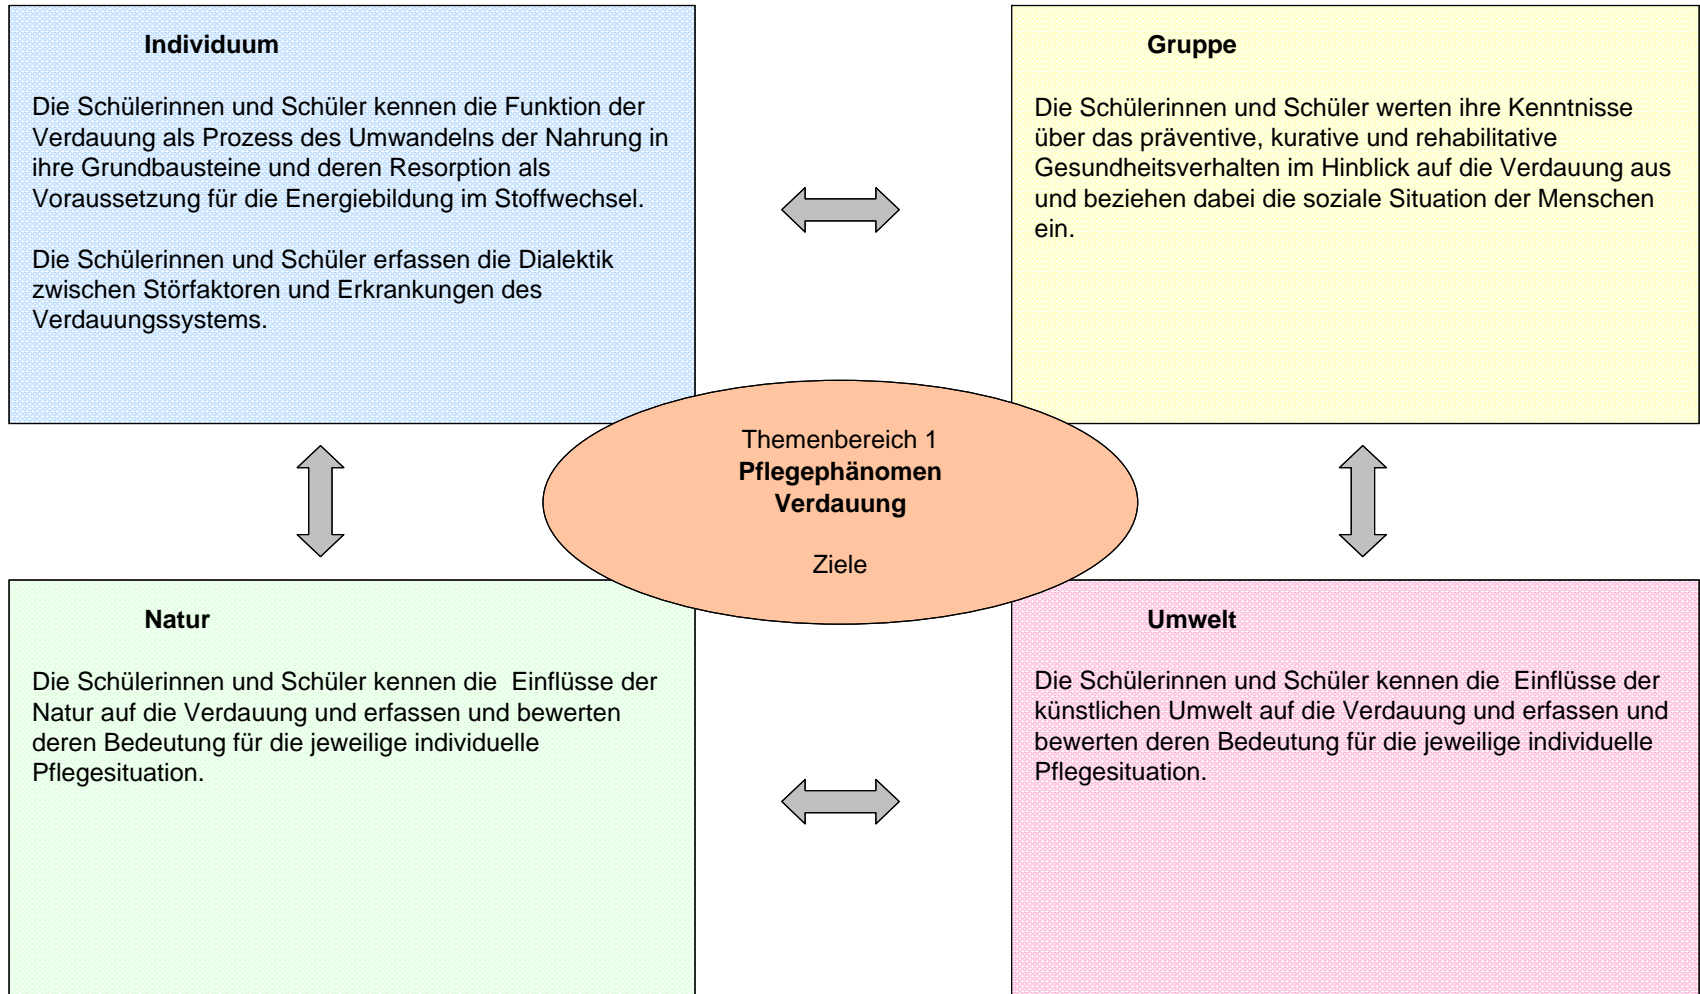 Individuum
Die Schülerinnen und Schüler kennen die Funktion der
Verdauung als Prozess des Umwandelns der Nahrung in
ihre Grundbausteine und deren Resorption als
Voraussetzung für die Energiebildung im Stoffwechsel.
Die Schülerinnen und Schüler erfassen die Dialektik
zwischen Störfaktoren und Erkrankungen des
Verdauungssystems.
Gruppe
Die Schülerinnen und Schüler werten ihre Kenntnisse
über das präventive, kurative und rehabilitative
Gesundheitsverhalten im Hinblick auf die Verdauung aus
und beziehen dabei die soziale Situation der Menschen
ein.
Themenbereich 1
Pflegephänomen
Verdauung
Ziele
Natur
Die Schülerinnen und Schüler kennen die  Einflüsse der
Natur auf die Verdauung und erfassen und bewerten
deren Bedeutung für die jeweilige individuelle
Pflegesituation.
Umwelt
Die Schülerinnen und Schüler kennen die  Einflüsse der
künstlichen Umwelt auf die Verdauung und erfassen und
bewerten deren Bedeutung für die jeweilige individuelle
Pflegesituation.